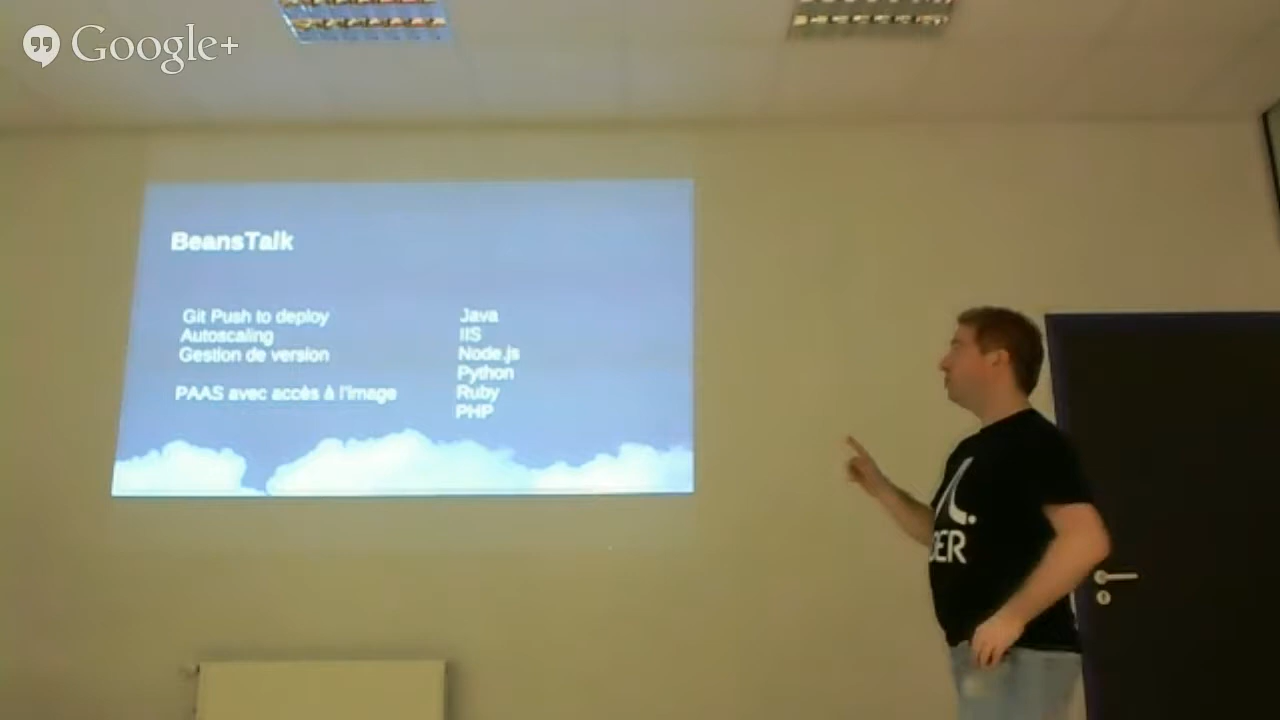 Google+
BeansTalk
Git Push to deploy
Autoscaling
Gestion de version
PAAS avec accès à l'image
Java
IIS
Node.js
Python
Ruby
PHP
DER